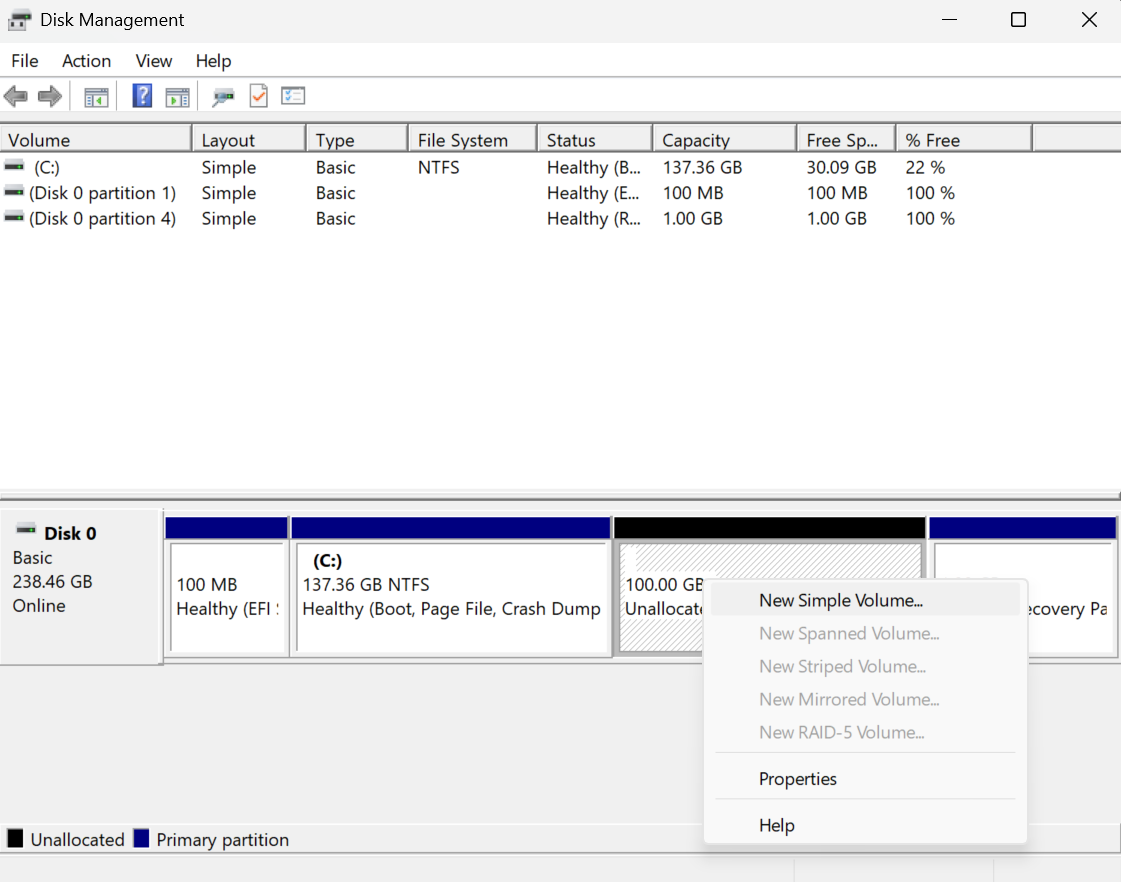 Disk Management
File Action View Help
Volume Layout Type File System Status Capacity Free Sp... % Free
(C:) Simple Basic NTFS Healthy (B... 137.36 GB 30.09 GB 22 %
(Disk 0 partition 1) Simple Basic Healthy (E... 100 MB 100 MB 100 %
(Disk 0 partition 4) Simple Basic Healthy (R... 1.00 GB 1.00 GB 100 %
Disk 0
Basic
238.46 GB
Online
100 MB
Healthy (EFI
(C:)
137.36 GB NTFS
Healthy (Boot, Page File, Crash Dump
100.00 GB
Unallocate
ecovery Pa
New Simple Volume...
New Spanned Volume...
New Striped Volume...
New Mirrored Volume...
New RAID-5 Volume...
Properties
Help
Unallocated Primary partition